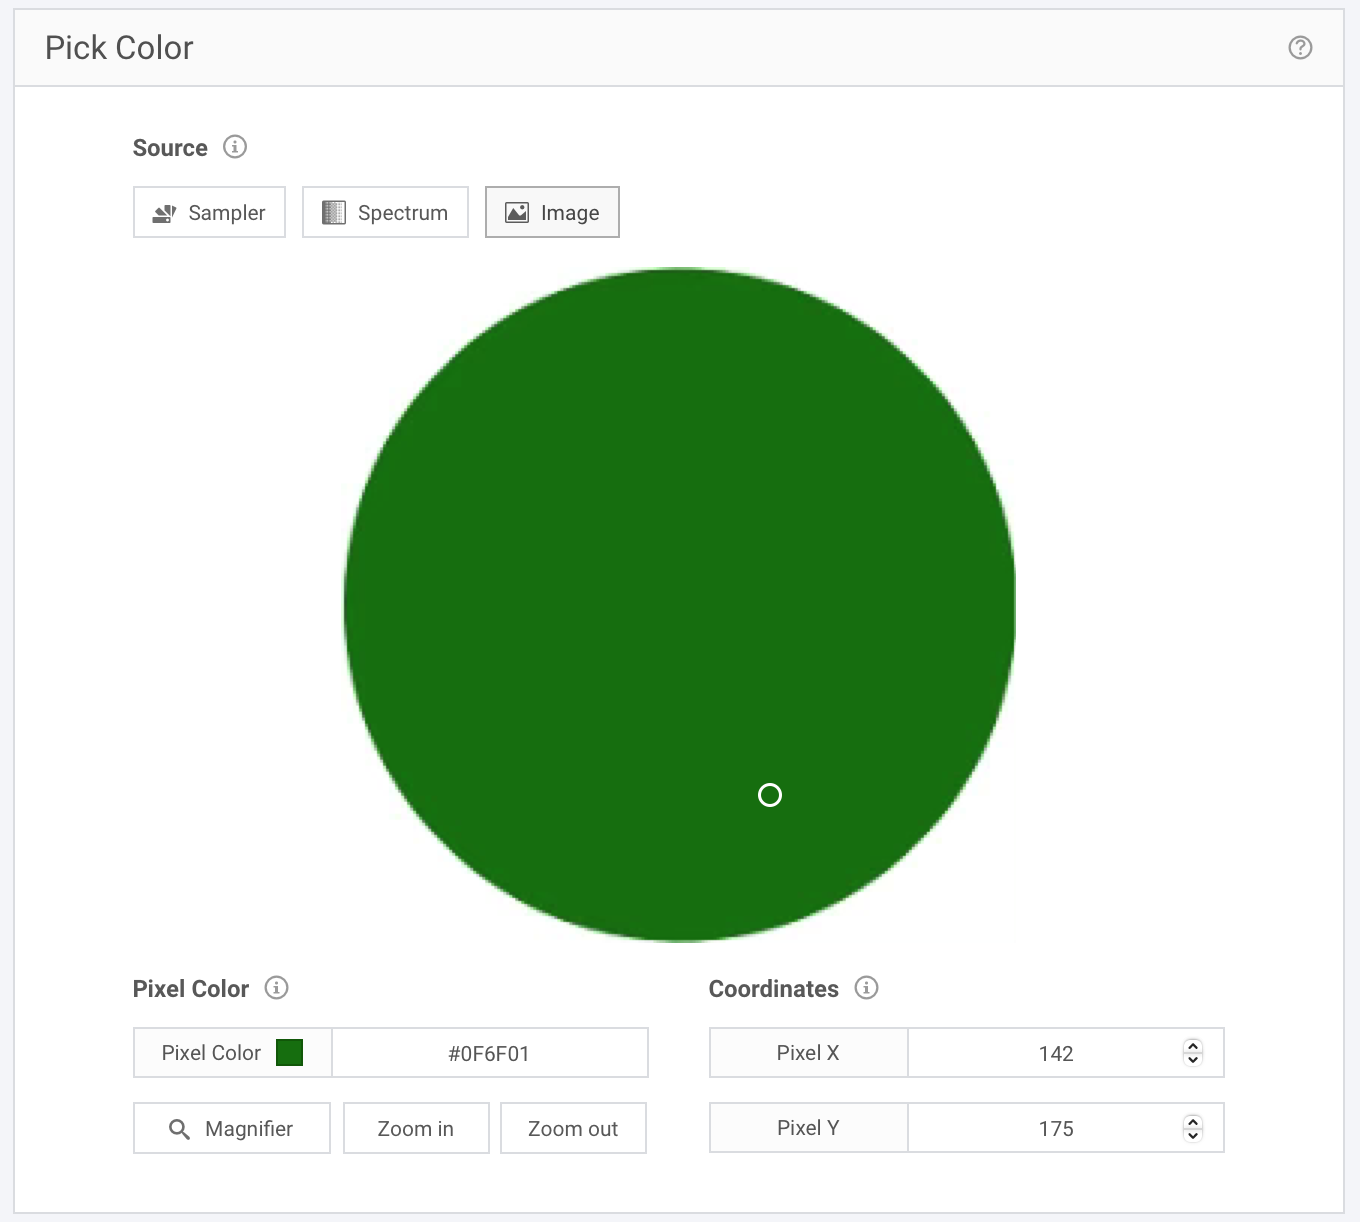 Pick Color
Source
Sampler
Spectrum
Image
Pixel Color
Coordinates
Pixel Color #0F6F01
Pixel X 142
Magnifier
Zoom in
Zoom out
Pixel Y 175